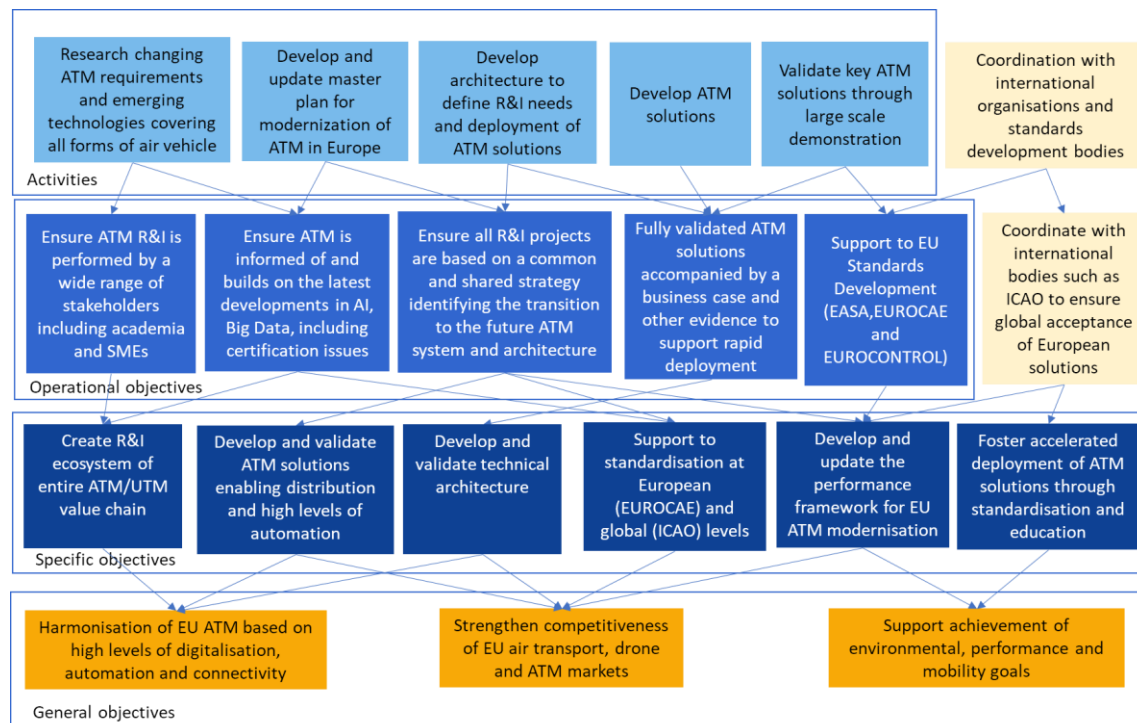 Research changing
ATM requirements
and emerging
technologies covering
all forms of air vehicle
Develop and
update master
plan for
modernization of
ATM in Europe
Develop
architecture to
define R&I needs
and deployment of
ATM solutions
Develop ATM
solutions
Validate key ATM
solutions through
large scale
demonstration
Coordination with
international
organisations and
standards
development bodies
Activities
Ensure ATM R&I is
performed by a
wide range of
stakeholders
including academia
and SMEs
Ensure ATM is
informed of and
builds on the latest
developments in AI,
Big Data, including
certification issues
Ensure all R&I projects
are based on a common
and shared strategy
identifying the transition
to the future ATM
system and architecture
Fully validated ATM
solutions
accompanied by a
business case and
other evidence to
support rapid
deployment
Support to EU
Standards
Development
(EASA,EUROCAE
and
EUROCONTROL)
Coordinate with
international
bodies such as
ICAO to ensure
global acceptance
of European
solutions
Operational objectives
Create R&I
ecosystem of
entire ATM/UTM
value chain
Develop and validate
ATM solutions
enabling distribution
and high levels of
automation
Develop and
validate technical
architecture
Support to
standardisation at
European
(EUROCAE) and
global (ICAO) levels
Develop and
update the
performance
framework for EU
ATM modernisation
Foster accelerated
deployment of ATM
solutions through
standardisation and
education
Specific objectives
Harmonisation of EU ATM based on
high levels of digitalisation,
automation and connectivity
Strengthen competitiveness
of EU air transport, drone
and ATM markets
Support achievement of
environmental, performance and
mobility goals
General objectives